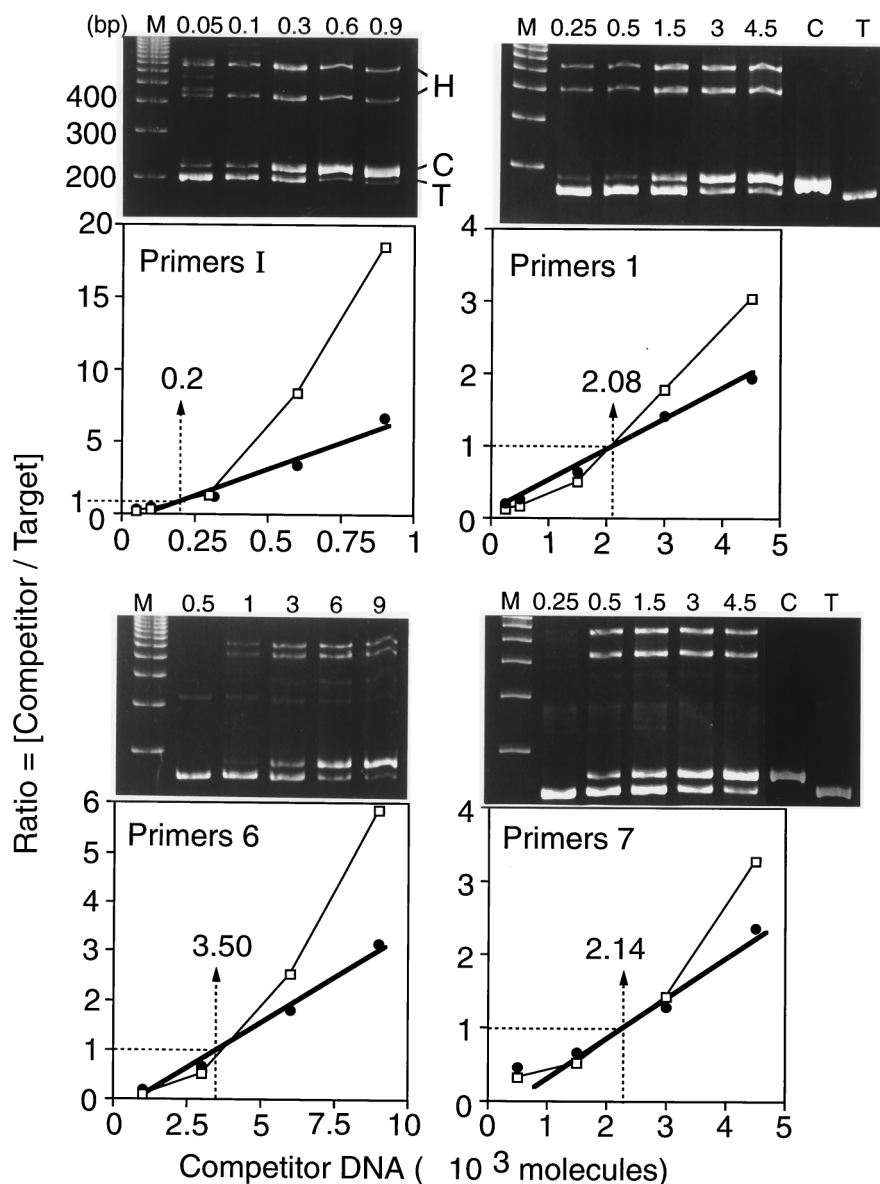 (bp) M 0.05 0.1 0.3 0.6 0.9
H
400
300
C
200
T
M 0.25 0.5 1.5 3 4.5 C T
Ratio = [Competitor / Target]
20
15
10
5
1
0
Primers I
0.2
0 0.25 0.5 0.75 1
4
3
2
1
0
Primers 1
2.08
0 1 2 3 4 5
M 0.5 1 3 6 9
M 0.25 0.5 1.5 3 4.5 C T
6
5
4
3
2
1
0
Primers 6
3.50
0 2.5 5 7.5 10
4
3
2
1
0
Primers 7
2.14
0 1 2 3 4 5
Competitor DNA ( 10 3 molecules)